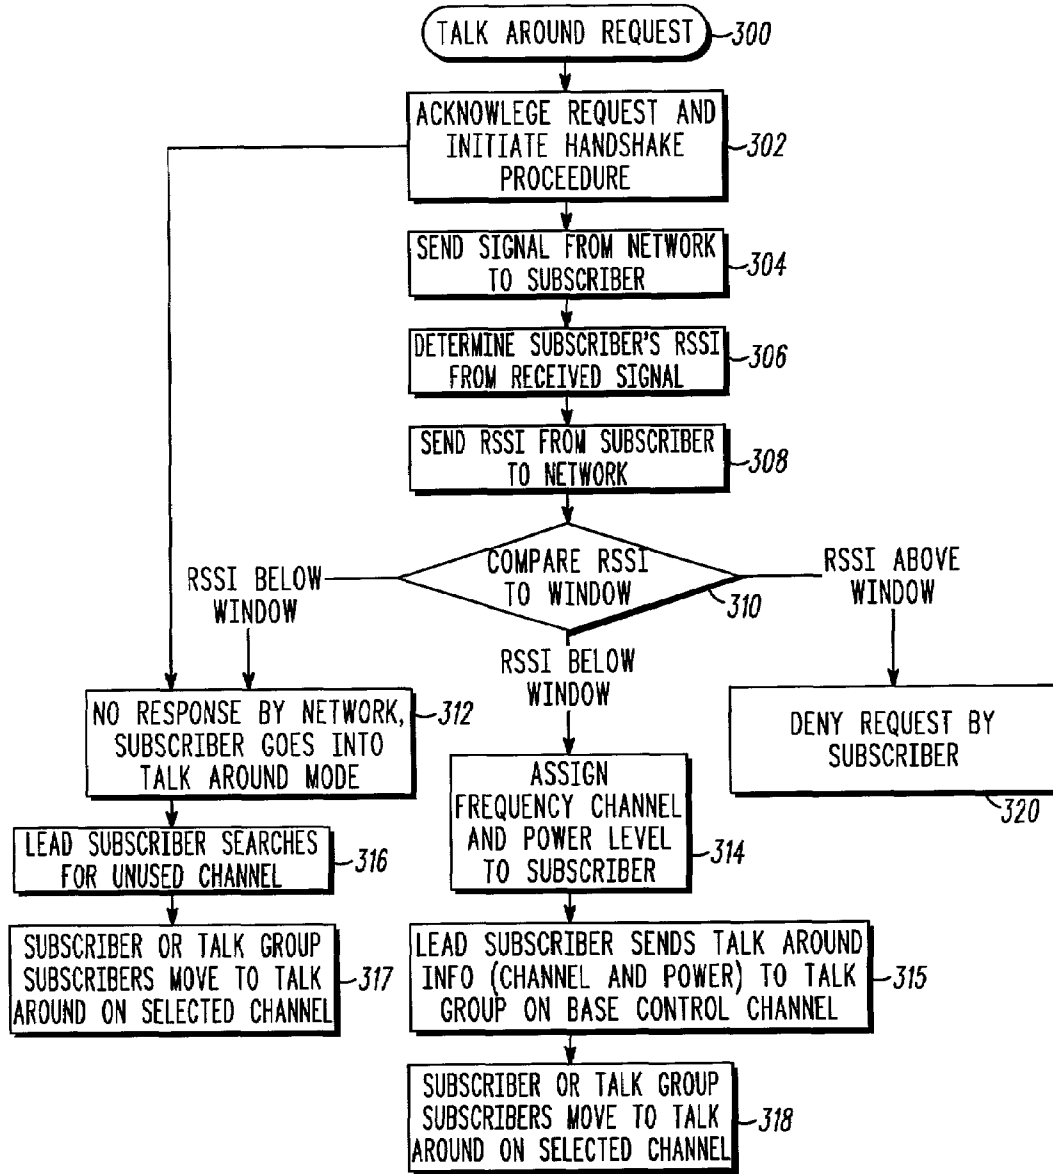 TALK AROUND REQUEST
300
ACKNOWLEGE REQUEST AND
INITIATE HANDSHAKE
PROCEEDURE
302
SEND SIGNAL FROM NETWORK
TO SUBSCRIBER
304
DETERMINE SUBSCRIBER'S RSSI
FROM RECEIVED SIGNAL
306
SEND RSSI FROM SUBSCRIBER
TO NETWORK
308
COMPARE RSSI
TO WINDOW
310
RSSI BELOW
WINDOW
RSSI BELOW
WINDOW
RSSI ABOVE
WINDOW
NO RESPONSE BY NETWORK,
SUBSCRIBER GOES INTO
TALK AROUND MODE
312
LEAD SUBSCRIBER SEARCHES
FOR UNUSED CHANNEL
316
SUBSCRIBER OR TALK GROUP
SUBSCRIBERS MOVE TO TALK
AROUND ON SELECTED CHANNEL
317
ASSIGN
FREQUENCY CHANNEL
AND POWER LEVEL
TO SUBSCRIBER
314
LEAD SUBSCRIBER SENDS TALK AROUND
INFO (CHANNEL AND POWER) TO TALK
GROUP ON BASE CONTROL CHANNEL
315
SUBSCRIBER OR TALK GROUP
SUBSCRIBERS MOVE TO TALK
AROUND ON SELECTED CHANNEL
318
DENY REQUEST BY
SUBSCRIBER
320